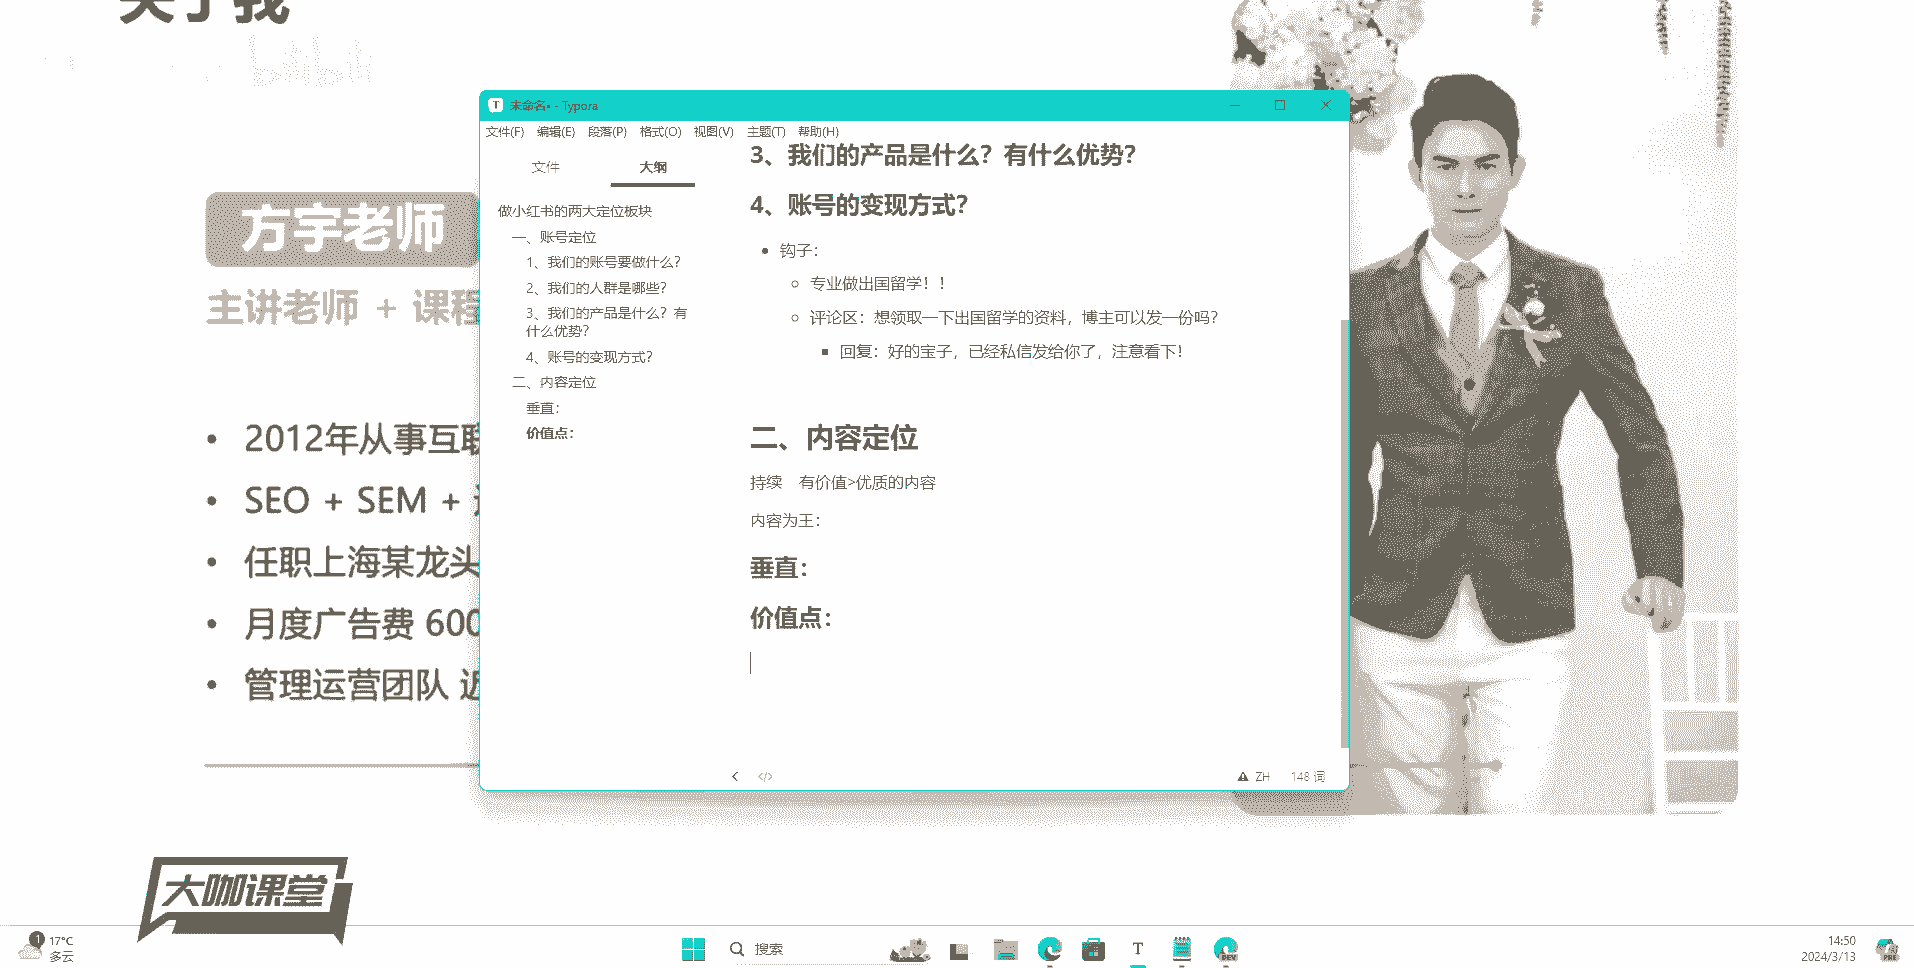 关于我
bilibili
方宇老师
主讲老师 + 课程
2012年从事互联
SEO + SEM +
任职上海某龙头
月度广告费 600
管理运营团队 近
未命名• - Typora
文件(F) 编辑(E) 段落(P) 格式(O) 视图(V) 主题(T) 帮助(H)
文件 大纲
做小红书的两大定位板块
一、账号定位
1、我们的账号要做什么?
2、我们的人群是哪些?
3、我们的产品是什么? 有
什么优势?
4、账号的变现方式?
二、内容定位
垂直:
价值点:
3、我们的产品是什么? 有什么优势?
4、账号的变现方式?
钩子:
专业做出国留学! !
评论区: 想领取一下出国留学的资料, 博主可以发一份吗?
回复: 好的宝子, 已经私信发给你了, 注意看下!
二、内容定位
持续 有价值>优质的内容
内容为王:
垂直:
价值点:
ZH 148 词
大咖课堂
1
17°C
多云
搜索
T
DEV
14:50
2024/3/13
PRE